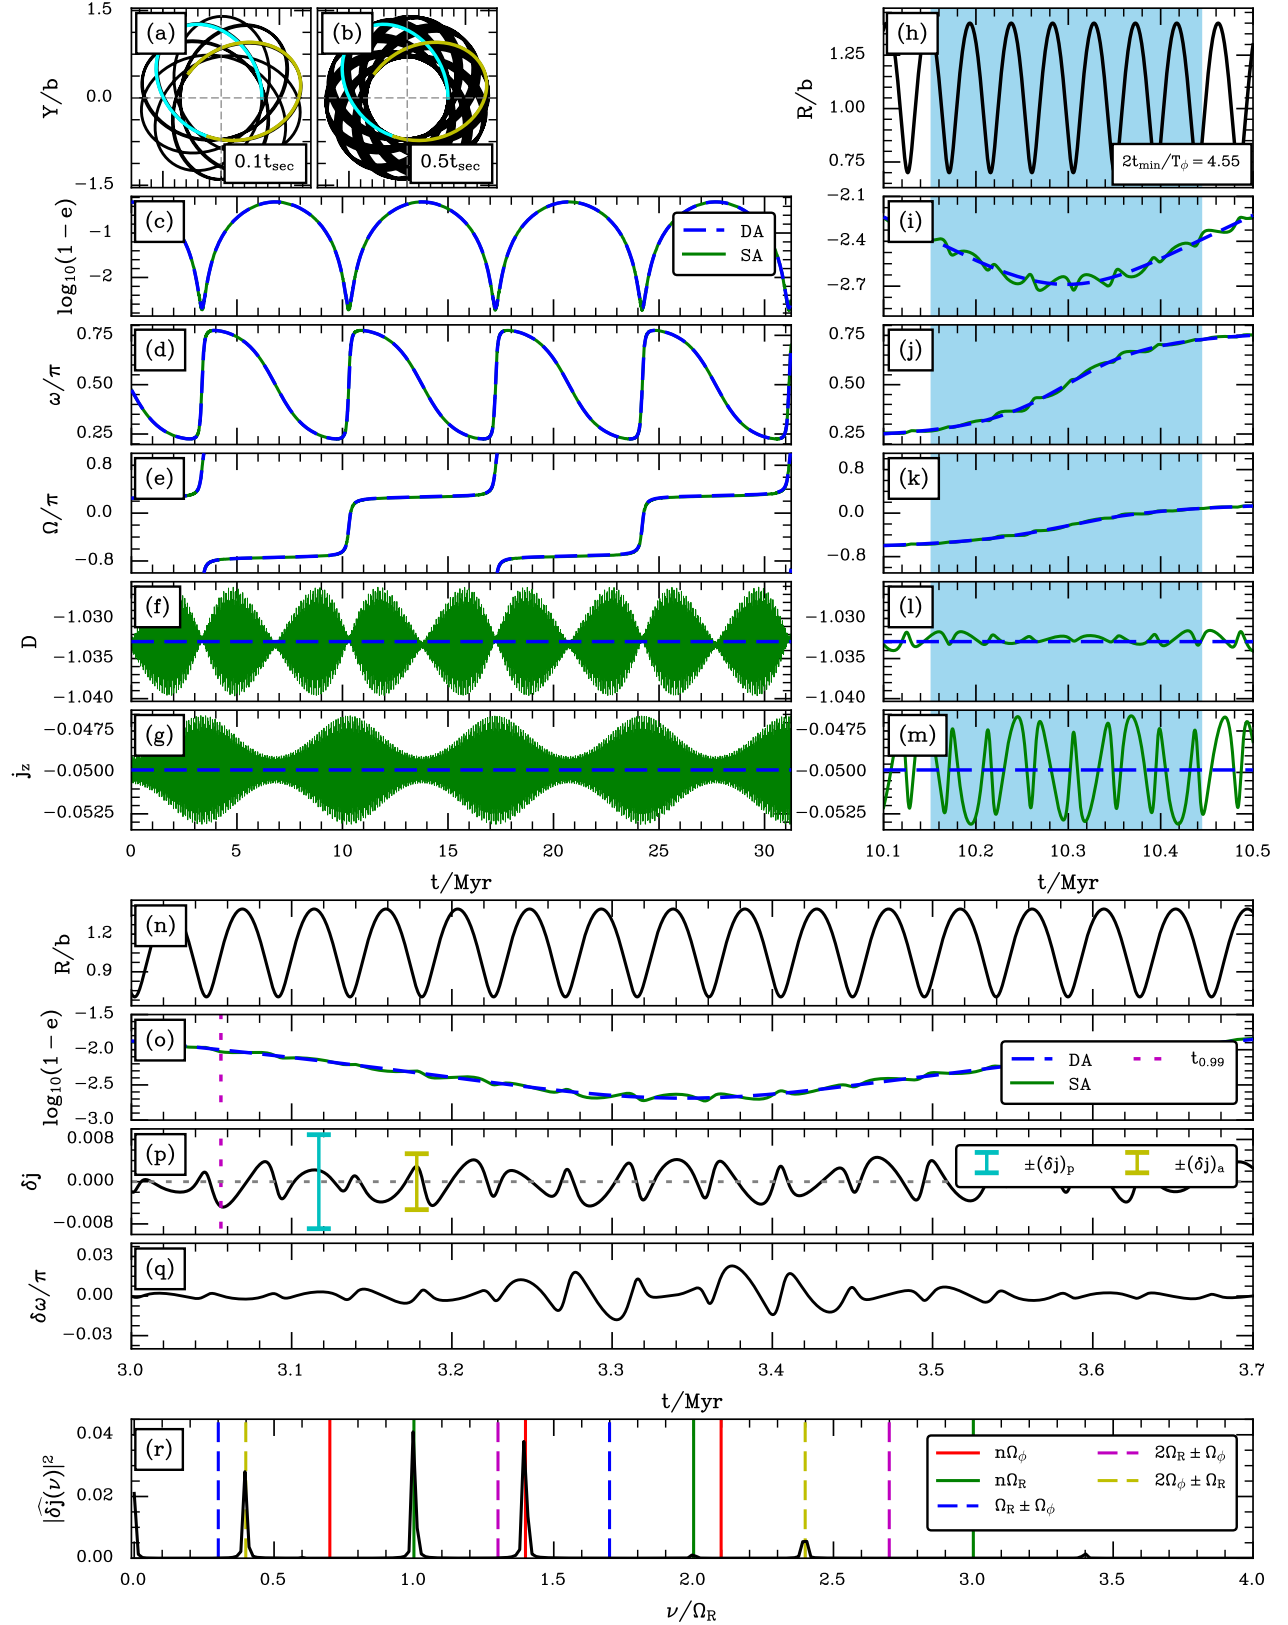 1.5
0.0
−1.5
Y/b
(a)
0.1t_sec
(b)
0.5t_sec
(h)
2t_min/T_ϕ = 4.55
1.25
1.00
0.75
R/b
(c)
DA
SA
−1
−2
log₁₀(1 − e)
(i)
−2.1
−2.4
−2.7
(d)
0.75
0.50
0.25
ω/π
(j)
0.75
0.50
0.25
(e)
0.8
0.0
−0.8
Ω/π
(k)
0.8
0.0
−0.8
(f)
−1.030
−1.035
−1.040
D
(l)
−1.030
−1.035
−1.040
(g)
−0.0475
−0.0500
−0.0525
j_z
(m)
−0.0475
−0.0500
−0.0525
0 5 10 15 20 25 30
t/Myr
10.1 10.2 10.3 10.4 10.5
t/Myr
(n)
1.2
0.9
R/b
(o)
−1.5
−2.0
−2.5
−3.0
log₁₀(1 − e)
DA
SA
t_0.99
(p)
0.008
0.000
−0.008
δj
±(δj)_p
±(δj)_a
(q)
0.03
0.00
−0.03
δω/π
3.0 3.1 3.2 3.3 3.4 3.5 3.6 3.7
t/Myr
(r)
0.04
0.02
0.00
|δ̂j(ν)|²
nΩ_ϕ
nΩ_R
Ω_R ± Ω_ϕ
2Ω_R ± Ω_ϕ
2Ω_ϕ ± Ω_R
0.0 0.5 1.0 1.5 2.0 2.5 3.0 3.5 4.0
ν/Ω_R